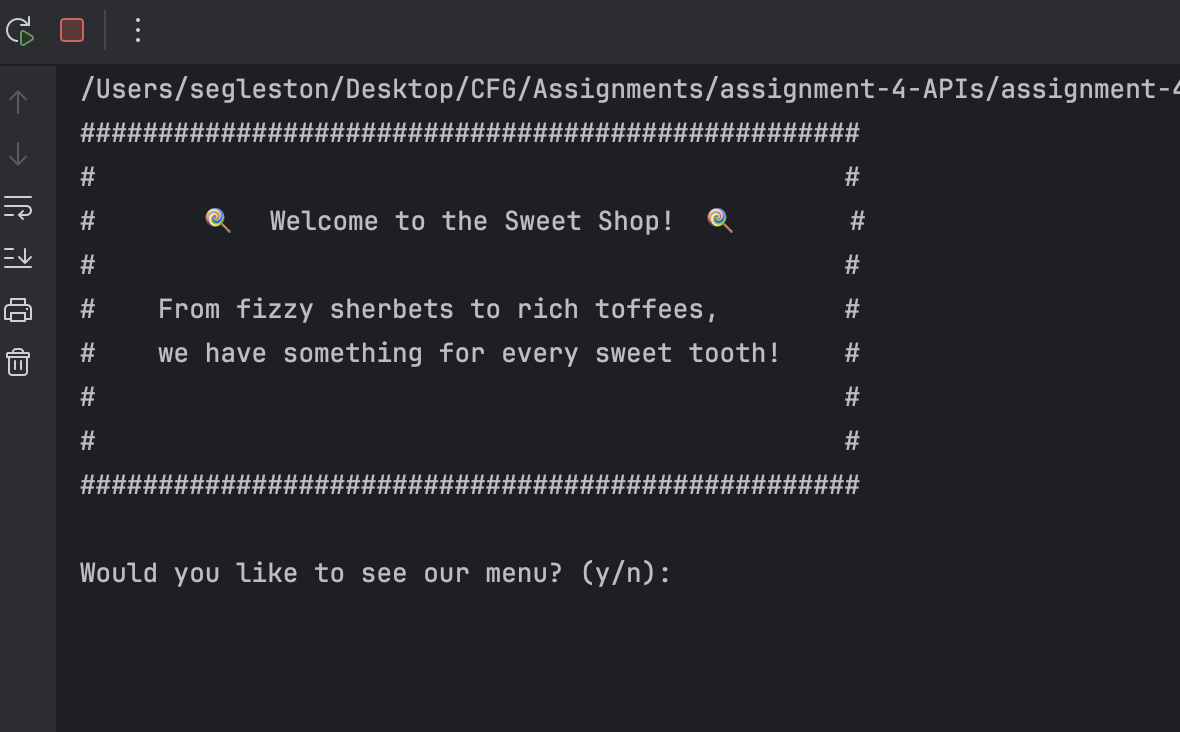 /Users/segleston/Desktop/CFG/Assignments/assignment-4-APIs/assignment-4
##################################################
#                                                #
#       🍭  Welcome to the Sweet Shop!  🍭       #
#                                                #
#    From fizzy sherbets to rich toffees,        #
#    we have something for every sweet tooth!    #
#                                                #
#                                                #
##################################################
Would you like to see our menu? (y/n):